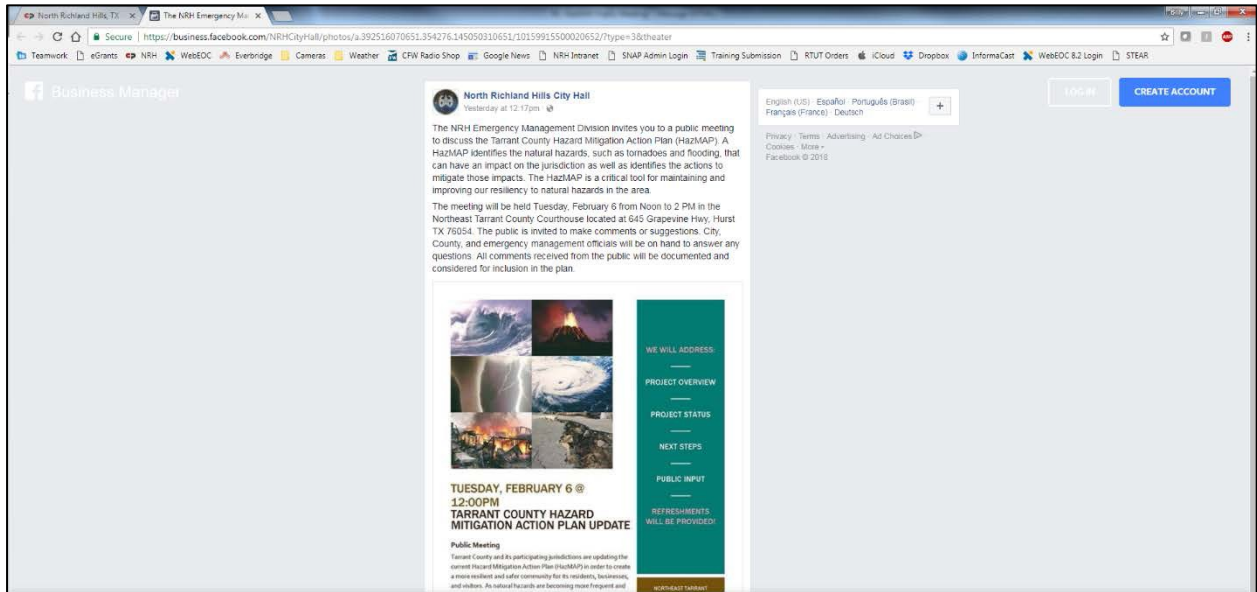 North Richland Hills, TX
The NRH Emergency Ma
Secure | https://business.facebook.com/NRHCityHall/photos/a.392516070651.354276.145050310651/10159915500020652/?type=3&theater
Teamwork eGrants NRH WebEOC Everbridge Cameras Weather CFW Radio Shop Google News NRH Intranet SNAP Admin Login Training Submission RTUT Orders iCloud Dropbox InformaCast WebEOC 8.2 Login STEAR
Business Manager
LOG IN
CREATE ACCOUNT
North Richland Hills City Hall
Yesterday at 12:17pm ·
The NRH Emergency Management Division invites you to a public meeting
to discuss the Tarrant County Hazard Mitigation Action Plan (HazMAP). A
HazMAP identifies the natural hazards, such as tornadoes and flooding, that
can have an impact on the jurisdiction as well as identifies the actions to
mitigate those impacts. The HazMAP is a critical tool for maintaining and
improving our resiliency to natural hazards in the area.
The meeting will be held Tuesday, February 6 from Noon to 2 PM in the
Northeast Tarrant County Courthouse located at 645 Grapevine Hwy, Hurst
TX 76054. The public is invited to make comments or suggestions. City,
County, and emergency management officials will be on hand to answer any
questions. All comments received from the public will be documented and
considered for inclusion in the plan.
English (US) · Español · Português (Brasil) ·
Français (France) · Deutsch
+
Privacy · Terms · Advertising · Ad Choices
Cookies · More
Facebook © 2018
TUESDAY, FEBRUARY 6 @
12:00PM
TARRANT COUNTY HAZARD
MITIGATION ACTION PLAN UPDATE
Public Meeting
Tarrant County and its participating jurisdictions are updating the
current Hazard Mitigation Action Plan (HazMAP) in order to create
a more resilient and safer community for its residents, businesses,
and visitors. As natural hazards are becoming more frequent and
WE WILL ADDRESS:
PROJECT OVERVIEW
PROJECT STATUS
NEXT STEPS
PUBLIC INPUT
REFRESHMENTS
WILL BE PROVIDED!
NORTHEAST TARRANT